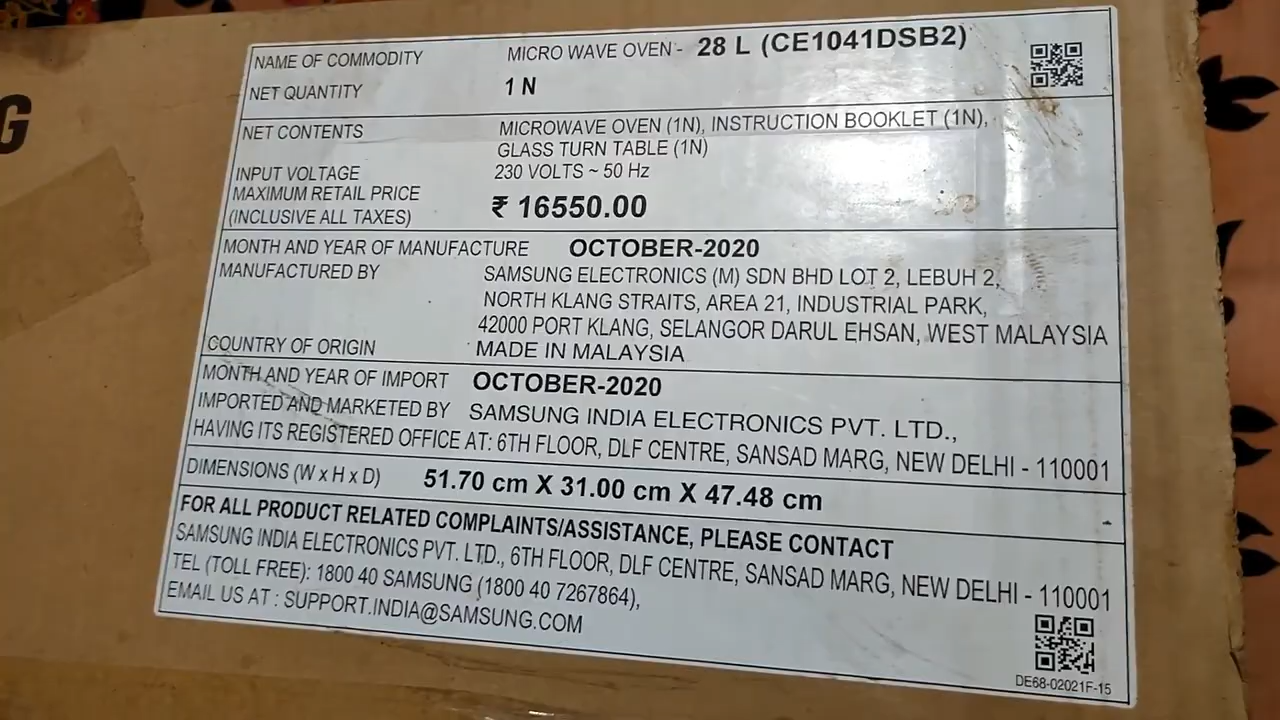 G
NAME OF COMMODITY MICRO WAVE OVEN - 28 L (CE1041DSB2)
NET QUANTITY 1 N
NET CONTENTS MICROWAVE OVEN (1N), INSTRUCTION BOOKLET (1N),
GLASS TURN TABLE (1N)
INPUT VOLTAGE 230 VOLTS ~ 50 Hz
MAXIMUM RETAIL PRICE
(INCLUSIVE ALL TAXES) ₹ 16550.00
MONTH AND YEAR OF MANUFACTURE OCTOBER-2020
MANUFACTURED BY SAMSUNG ELECTRONICS (M) SDN BHD LOT 2, LEBUH 2,
NORTH KLANG STRAITS, AREA 21, INDUSTRIAL PARK,
42000 PORT KLANG, SELANGOR DARUL EHSAN, WEST MALAYSIA
COUNTRY OF ORIGIN MADE IN MALAYSIA
MONTH AND YEAR OF IMPORT OCTOBER-2020
IMPORTED AND MARKETED BY SAMSUNG INDIA ELECTRONICS PVT. LTD.,
HAVING ITS REGISTERED OFFICE AT: 6TH FLOOR, DLF CENTRE, SANSAD MARG, NEW DELHI - 110001
DIMENSIONS (W x H x D) 51.70 cm X 31.00 cm X 47.48 cm
FOR ALL PRODUCT RELATED COMPLAINTS/ASSISTANCE, PLEASE CONTACT
SAMSUNG INDIA ELECTRONICS PVT. LTD., 6TH FLOOR, DLF CENTRE, SANSAD MARG, NEW DELHI - 110001
TEL (TOLL FREE): 1800 40 SAMSUNG (1800 40 7267864),
EMAIL US AT : SUPPORT.INDIA@SAMSUNG.COM
DE68-02021F-15